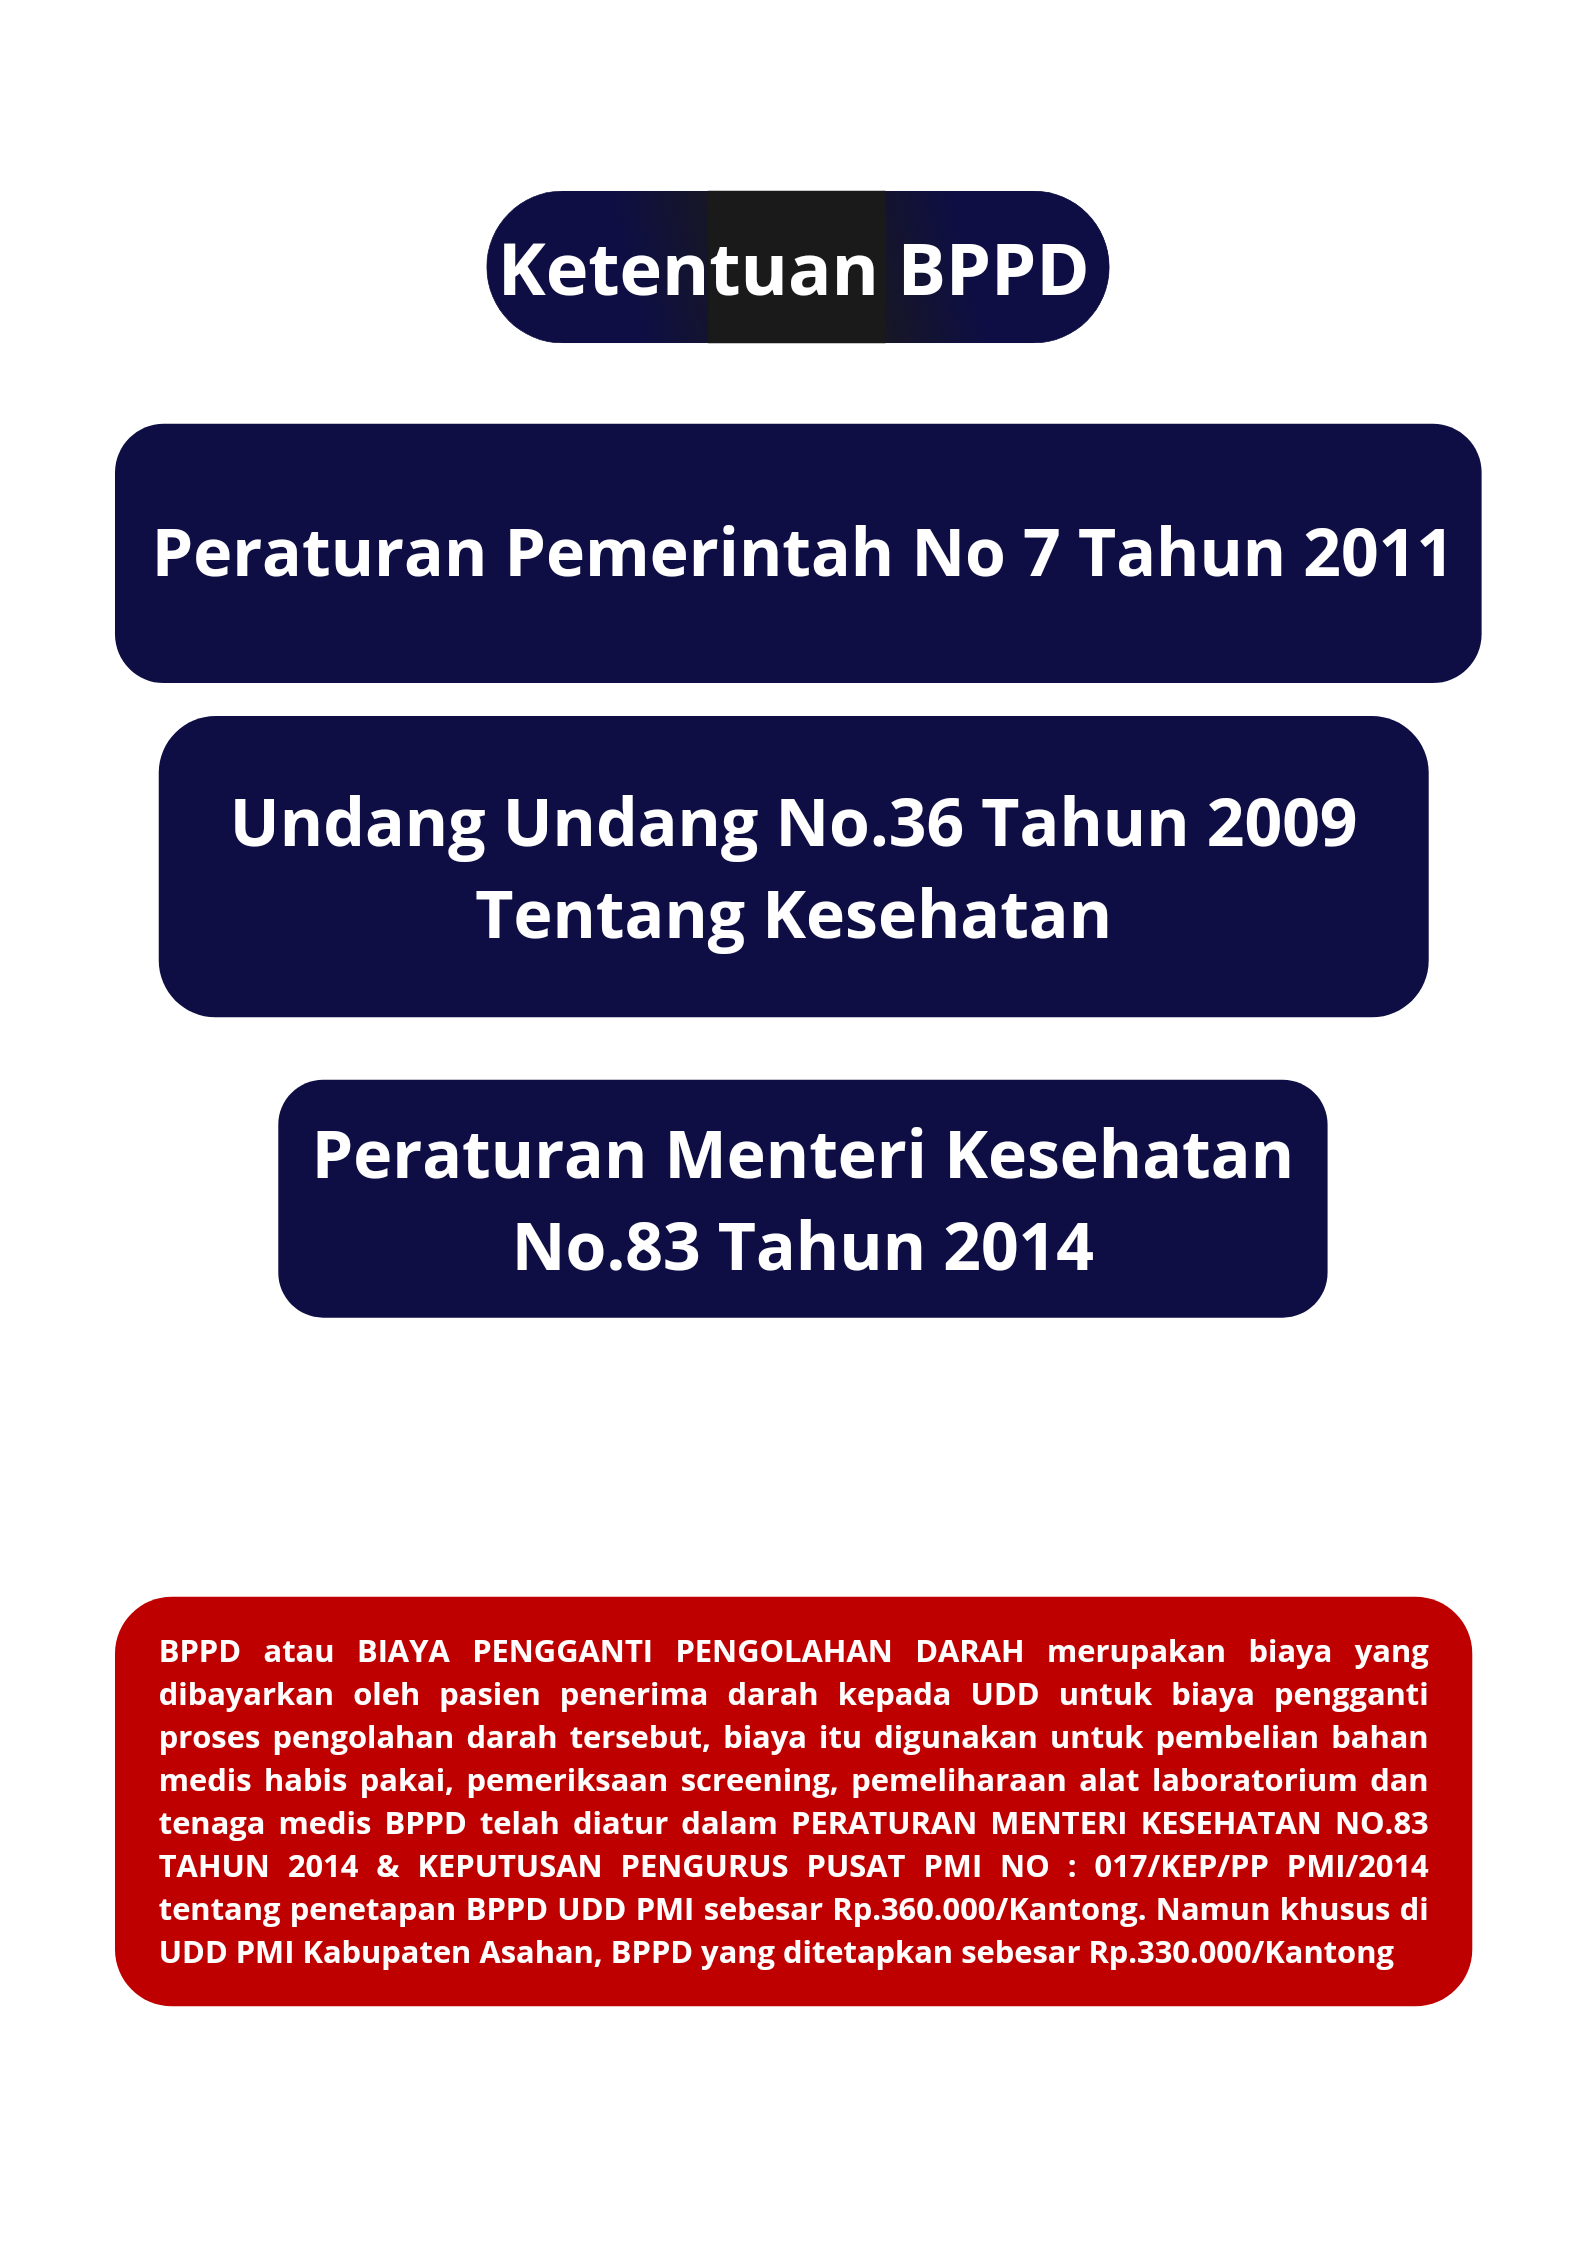 Ketentuan BPPD
Peraturan Pemerintah No 7 Tahun 2011
Undang Undang No.36 Tahun 2009
Tentang Kesehatan
Peraturan Menteri Kesehatan
No.83 Tahun 2014
BPPD atau BIAYA PENGGANTI PENGOLAHAN DARAH merupakan biaya yang
dibayarkan oleh pasien penerima darah kepada UDD untuk biaya pengganti
proses pengolahan darah tersebut, biaya itu digunakan untuk pembelian bahan
medis habis pakai, pemeriksaan screening, pemeliharaan alat laboratorium dan
tenaga medis BPPD telah diatur dalam PERATURAN MENTERI KESEHATAN NO.83
TAHUN 2014 & KEPUTUSAN PENGURUS PUSAT PMI NO : 017/KEP/PP PMI/2014
tentang penetapan BPPD UDD PMI sebesar Rp.360.000/Kantong. Namun khusus di
UDD PMI Kabupaten Asahan, BPPD yang ditetapkan sebesar Rp.330.000/Kantong